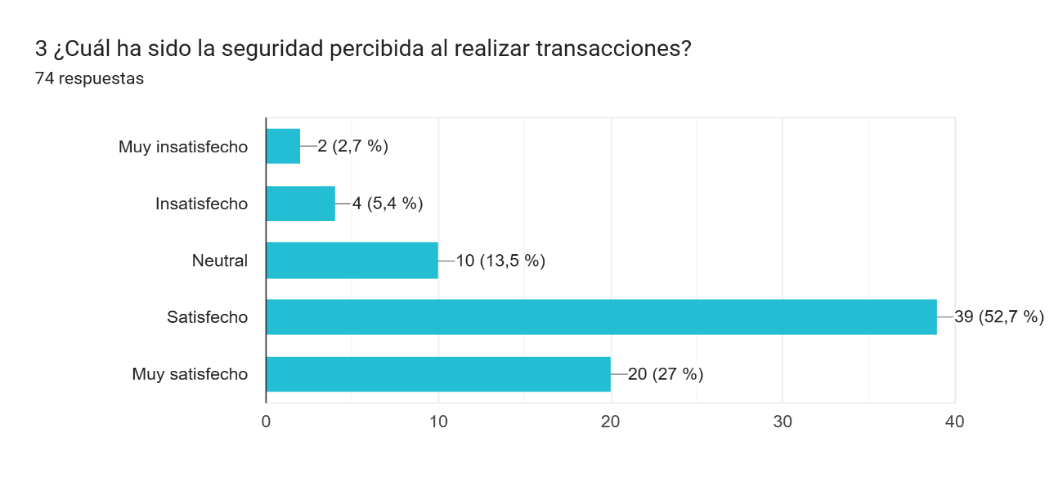 3 ¿Cuál ha sido la seguridad percibida al realizar transacciones?
74 respuestas
Muy insatisfecho 2 (2,7 %)
Insatisfecho 4 (5,4 %)
Neutral 10 (13,5 %)
Satisfecho 39 (52,7 %)
Muy satisfecho 20 (27 %)
0 10 20 30 40